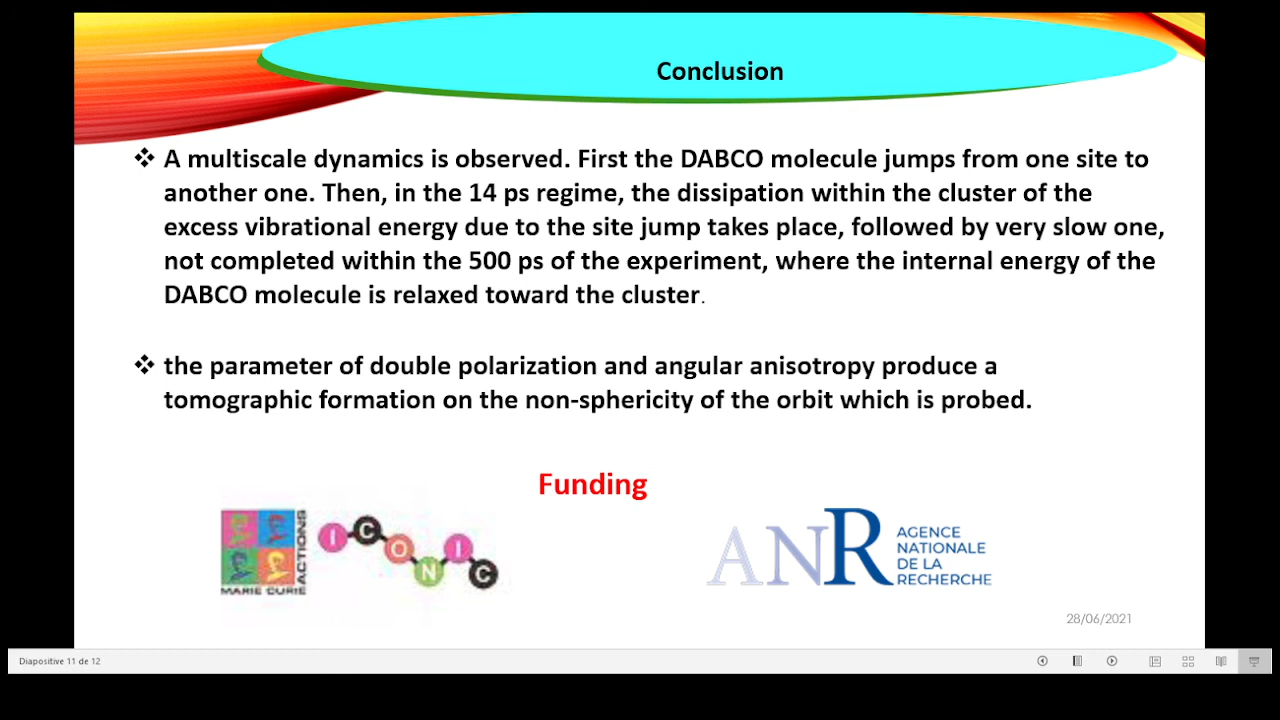 Conclusion
❖ A multiscale dynamics is observed. First the DABCO molecule jumps from one site to
another one. Then, in the 14 ps regime, the dissipation within the cluster of the
excess vibrational energy due to the site jump takes place, followed by very slow one,
not completed within the 500 ps of the experiment, where the internal energy of the
DABCO molecule is relaxed toward the cluster.
❖ the parameter of double polarization and angular anisotropy produce a
tomographic formation on the non-sphericity of the orbit which is probed.
Funding
MARIE CURIE
ACTIONS
ICONIC
ANR
AGENCE
NATIONALE
DE LA
RECHERCHE
28/06/2021
Diapositive 11 de 12